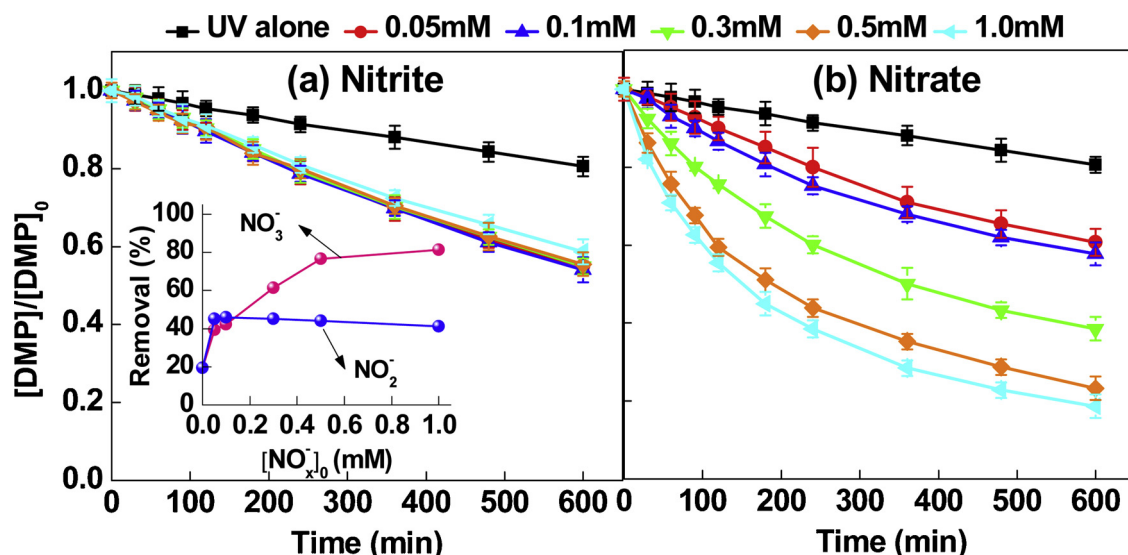 UV alone 0.05mM 0.1mM 0.3mM 0.5mM 1.0mM
(a) Nitrite
(b) Nitrate
[DMP]/[DMP]₀
1.0
0.8
0.6
0.4
0.2
0.0
0 100 200 300 400 500 600
Time (min)
Removal (%)
100
80
60
40
20
0
0.0 0.2 0.4 0.6 0.8 1.0
[NOₓ⁻]₀ (mM)
NO₃⁻
NO₂⁻
0 100 200 300 400 500 600
Time (min)